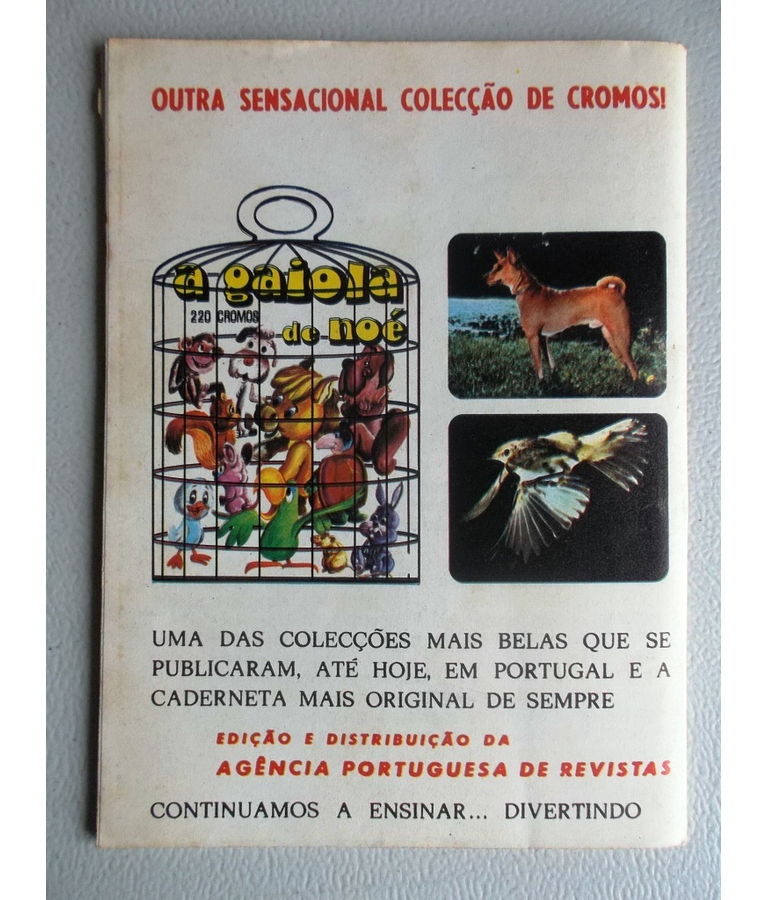 OUTRA SENSACIONAL COLECÇÃO DE CROMOS!
a gaiola
220 CROMOS
de noé
UMA DAS COLECÇÕES MAIS BELAS QUE SE
PUBLICARAM, ATÉ HOJE, EM PORTUGAL E A
CADERNETA MAIS ORIGINAL DE SEMPRE
EDIÇÃO E DISTRIBUIÇÃO DA
AGÊNCIA PORTUGUESA DE REVISTAS
CONTINUAMOS A ENSINAR... DIVERTINDO